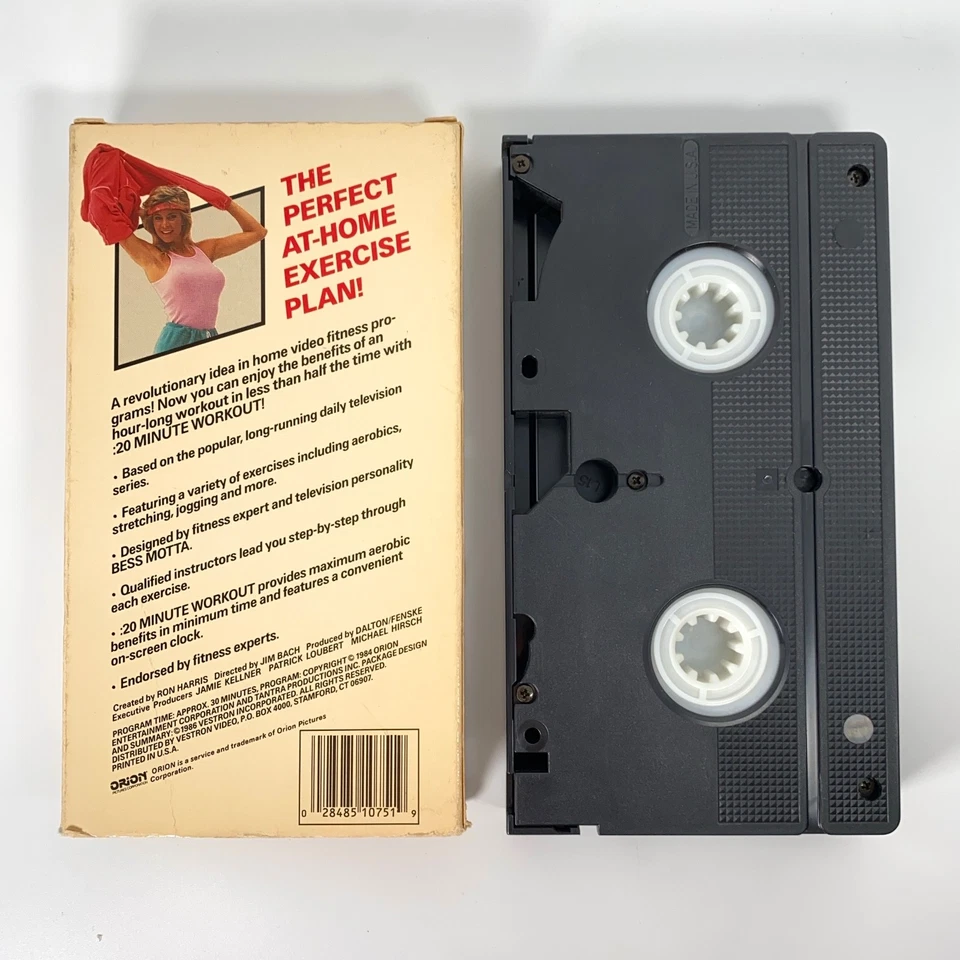 THE
PERFECT
AT-HOME
EXERCISE
PLAN!
A revolutionary idea in home video fitness pro-
grams! Now you can enjoy the benefits of an
hour-long workout in less than half the time with
:20 MINUTE WORKOUT!
• Based on the popular, long-running daily television
series.
• Featuring a variety of exercises including aerobics,
stretching, jogging and more.
• Designed by fitness expert and television personality
BESS MOTTA.
• Qualified instructors lead you step-by-step through
each exercise.
• :20 MINUTE WORKOUT provides maximum aerobic
benefits in minimum time and features a convenient
on-screen clock.
• Endorsed by fitness experts.
Created by RON HARRIS Directed by JIM BACH Produced by DALTON/FENSKE
Executive Producers JAMIE KELLNER PATRICK LOUBERT MICHAEL HIRSCH
PROGRAM TIME: APPROX. 30 MINUTES, PROGRAM: COPYRIGHT © 1984 ORION
ENTERTAINMENT CORPORATION AND TANTRA PRODUCTIONS INC. PACKAGE DESIGN
AND SUMMARY: © 1986 VESTRON INCORPORATED. ALL RIGHTS RESERVED.
DISTRIBUTED BY VESTRON VIDEO, P.O. BOX 4000, STAMFORD, CT 06907.
PRINTED IN U.S.A.
ORION
PICTURES CORPORATION
ORION is a service and trademark of Orion Pictures
Corporation.
0 28485 10751 9
MADE IN U.S.A.